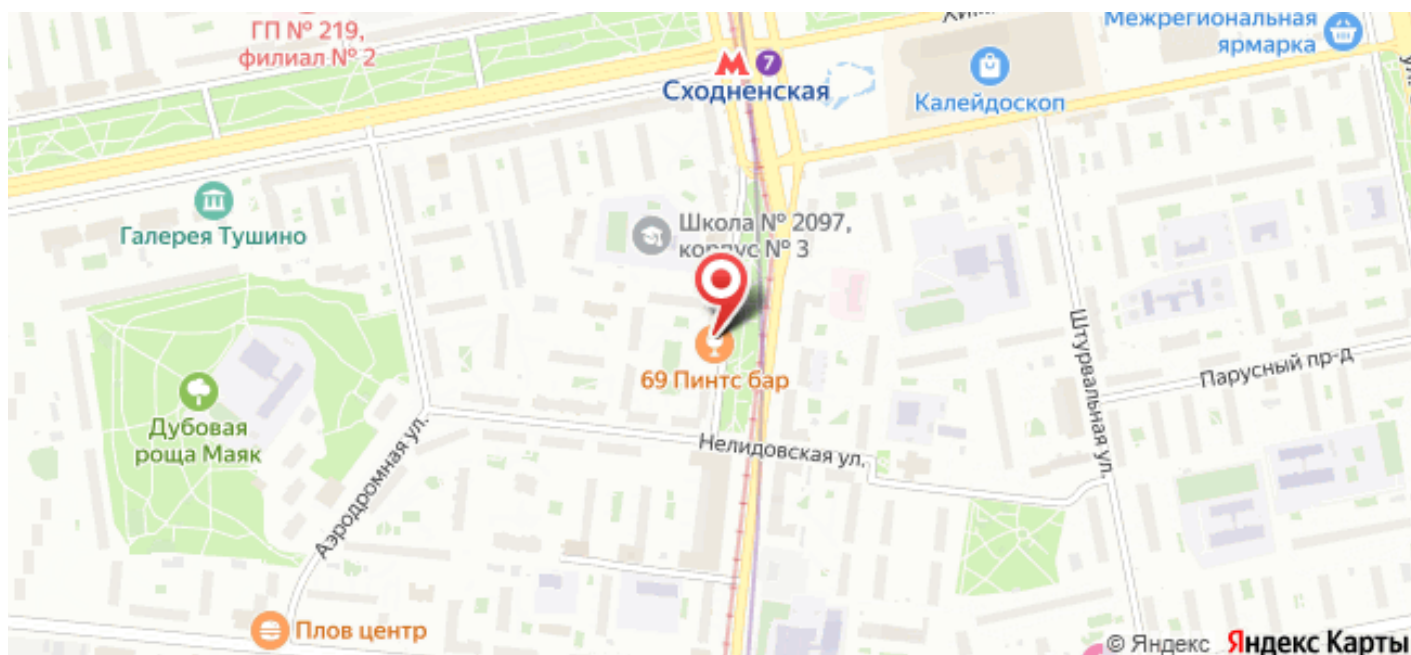 ГП № 219,
филиал № 2
Межрегиональная
ярмарка
7
Сходненская
Калейдоскоп
Галерея Тушино
Школа № 2097,
корпус № 3
69 Пинтс бар
Штурвальная ул.
Парусный пр-д
Дубовая
роща Маяк
Аэродромная ул.
Нелидовская ул.
Плов центр
© Яндекс Яндекс Карты